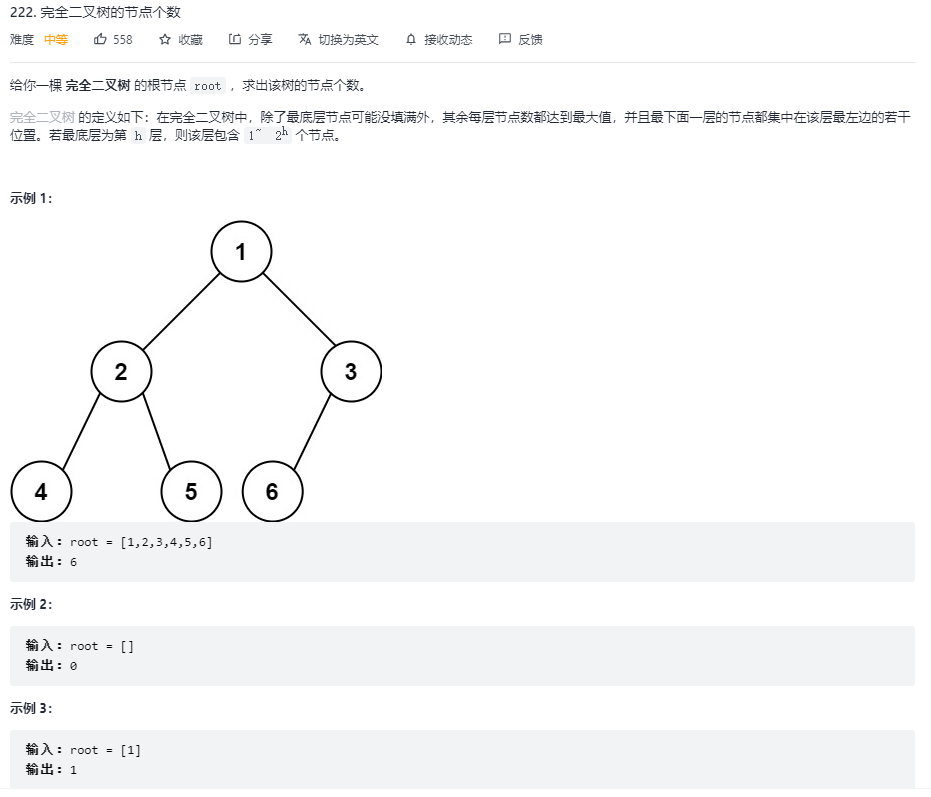 222. 完全二叉树的节点个数
难度 中等 558 收藏 分享 切换为英文 接收动态 反馈
给你一棵 完全二叉树 的根节点 root ，求出该树的节点个数。
完全二叉树 的定义如下：在完全二叉树中，除了最底层节点可能没填满外，其余每层节点数都达到最大值，并且最下面一层的节点都集中在该层最左边的若干
位置。若最底层为第 h 层，则该层包含 1~ 2^h 个节点。
示例 1：
1
2 3
4 5 6
输入：root = [1,2,3,4,5,6]
输出：6
示例 2：
输入：root = []
输出：0
示例 3：
输入：root = [1]
输出：1